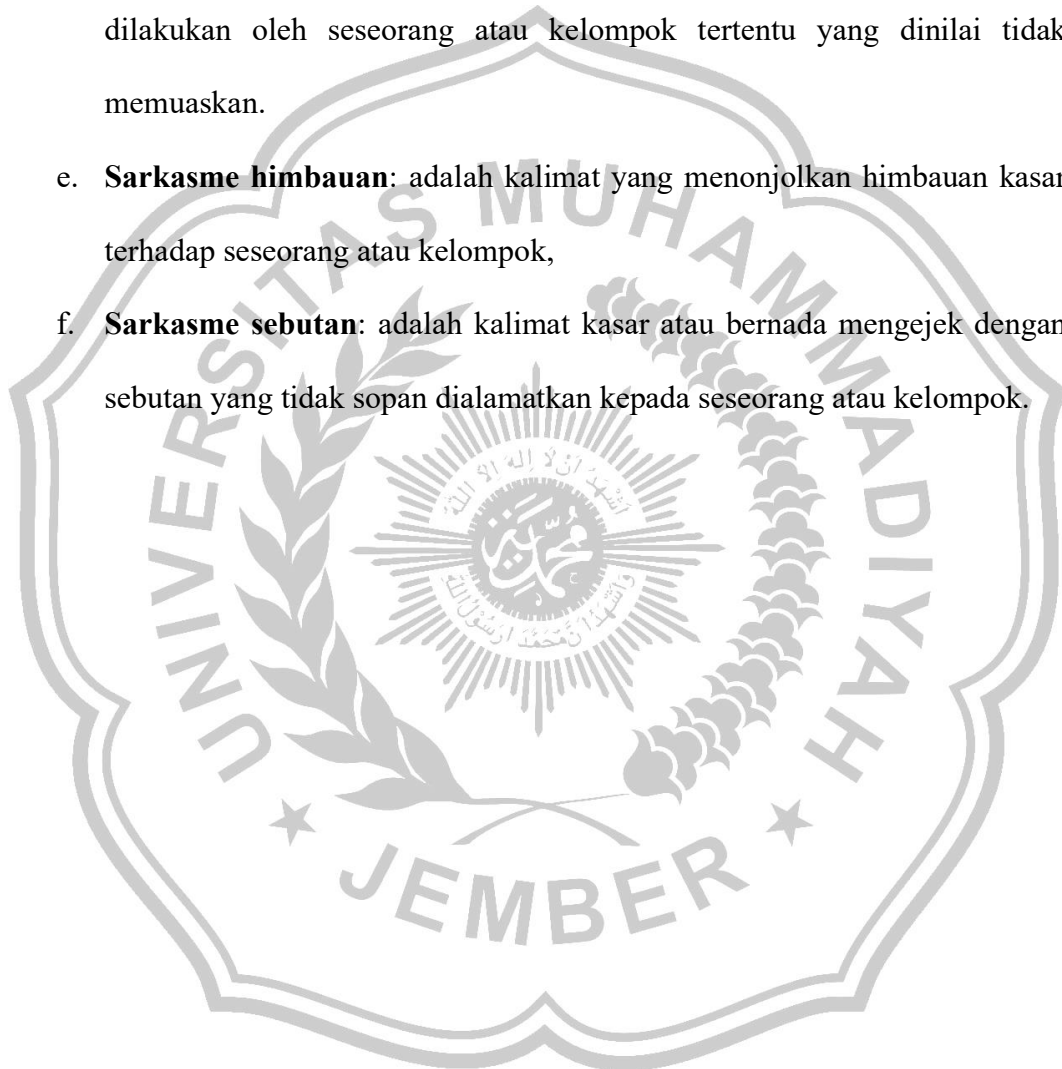 dilakukan oleh seseorang atau kelompok tertentu yang dinilai tidak
memuaskan.
e. Sarkasme himbauan: adalah kalimat yang menonjolkan himbauan kasar
terhadap seseorang atau kelompok,
f. Sarkasme sebutan: adalah kalimat kasar atau bernada mengejek dengan
sebutan yang tidak sopan dialamatkan kepada seseorang atau kelompok.
UNIVERSITAS MUHAMMADIYAH
JEMBER